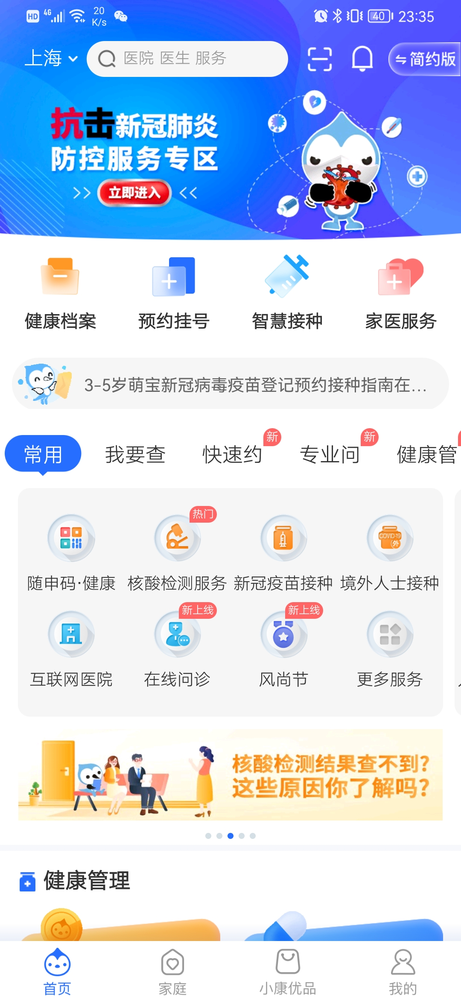 HD 4G 20 K/s 40 23:35
上海 医院 医生 服务 简约版
抗击新冠肺炎
防控服务专区
>> 立即进入 <<
健康档案 预约挂号 智慧接种 家医服务
3-5岁萌宝新冠病毒疫苗登记预约接种指南在...
新 新
常用 我要查 快速约 专业问 健康管
热门
COVID-19
外
随申码·健康 核酸检测服务 新冠疫苗接种 境外人士接种
新上线 新上线
互联网医院 在线问诊 风尚节 更多服务
核酸检测结果查不到?
这些原因你了解吗?
健康管理
首页 家庭 小康优品 我的